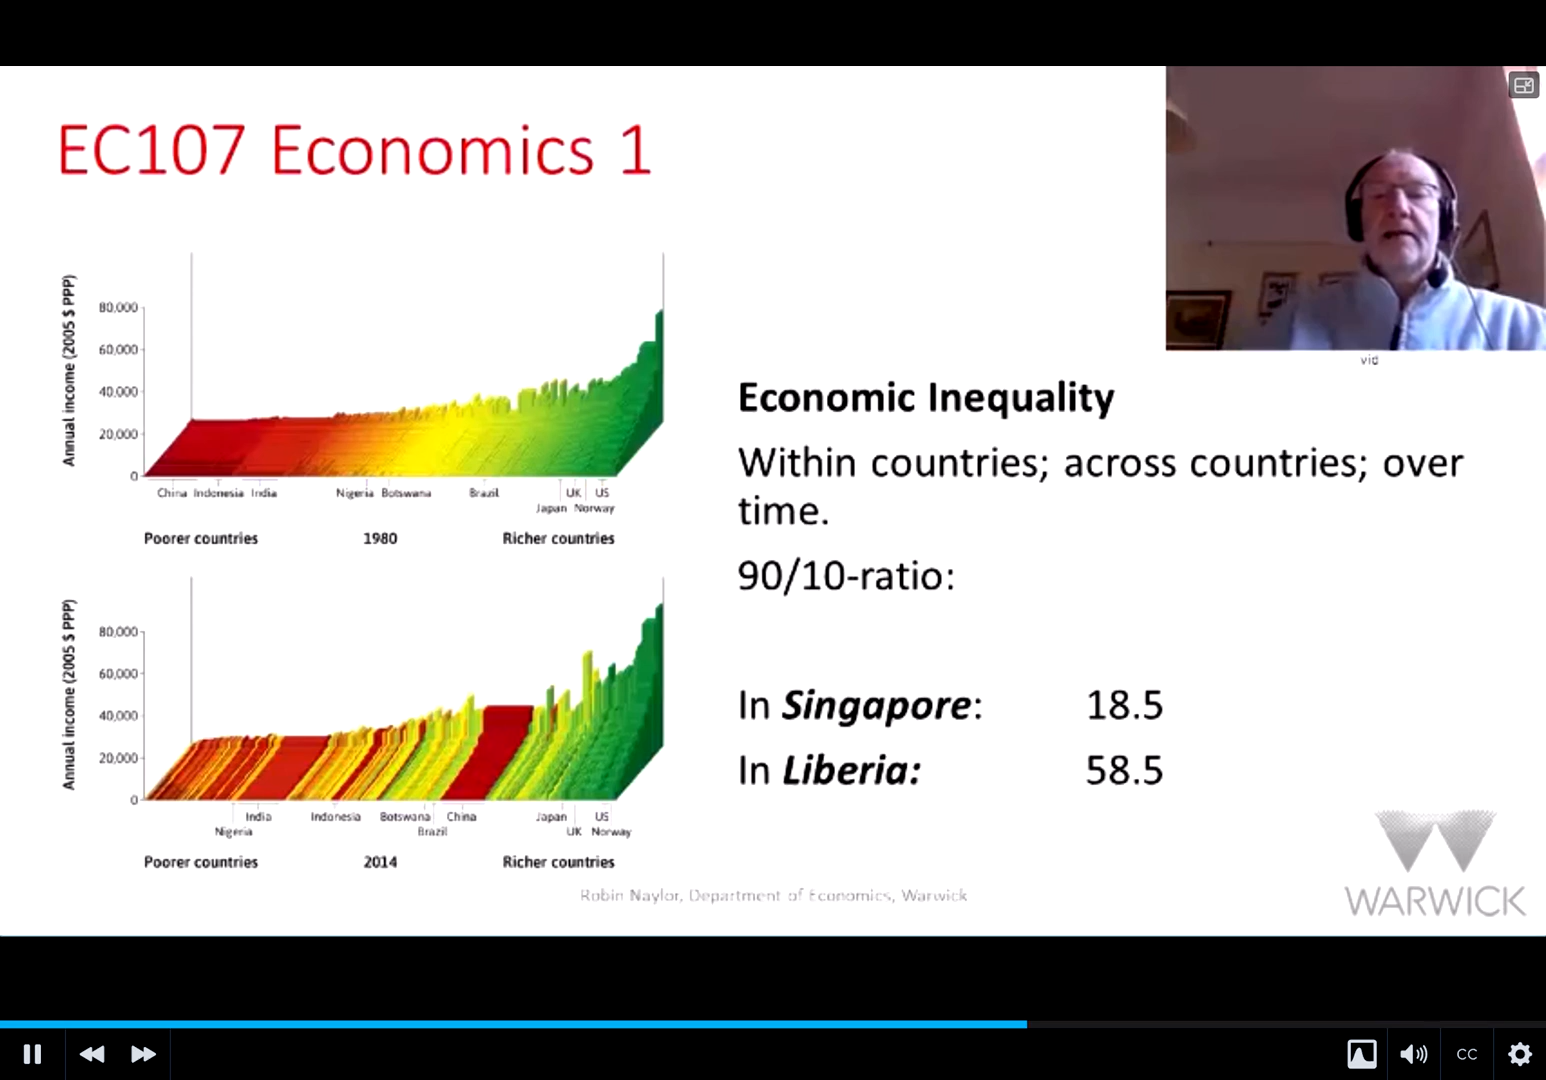 EC107 Economics 1
vid
Annual income (2005 $ PPP)
80,000
60,000
40,000
20,000
0
China Indonesia India Nigeria Botswana Brazil UK US
Japan Norway
Poorer countries 1980 Richer countries
Annual income (2005 $ PPP)
80,000
60,000
40,000
20,000
0
India Indonesia Botswana China Japan US
Nigeria Brazil UK Norway
Poorer countries 2014 Richer countries
Economic Inequality
Within countries; across countries; over
time.
90/10-ratio:
In Singapore: 18.5
In Liberia: 58.5
Robin Naylor, Department of Economics, Warwick
WARWICK
CC